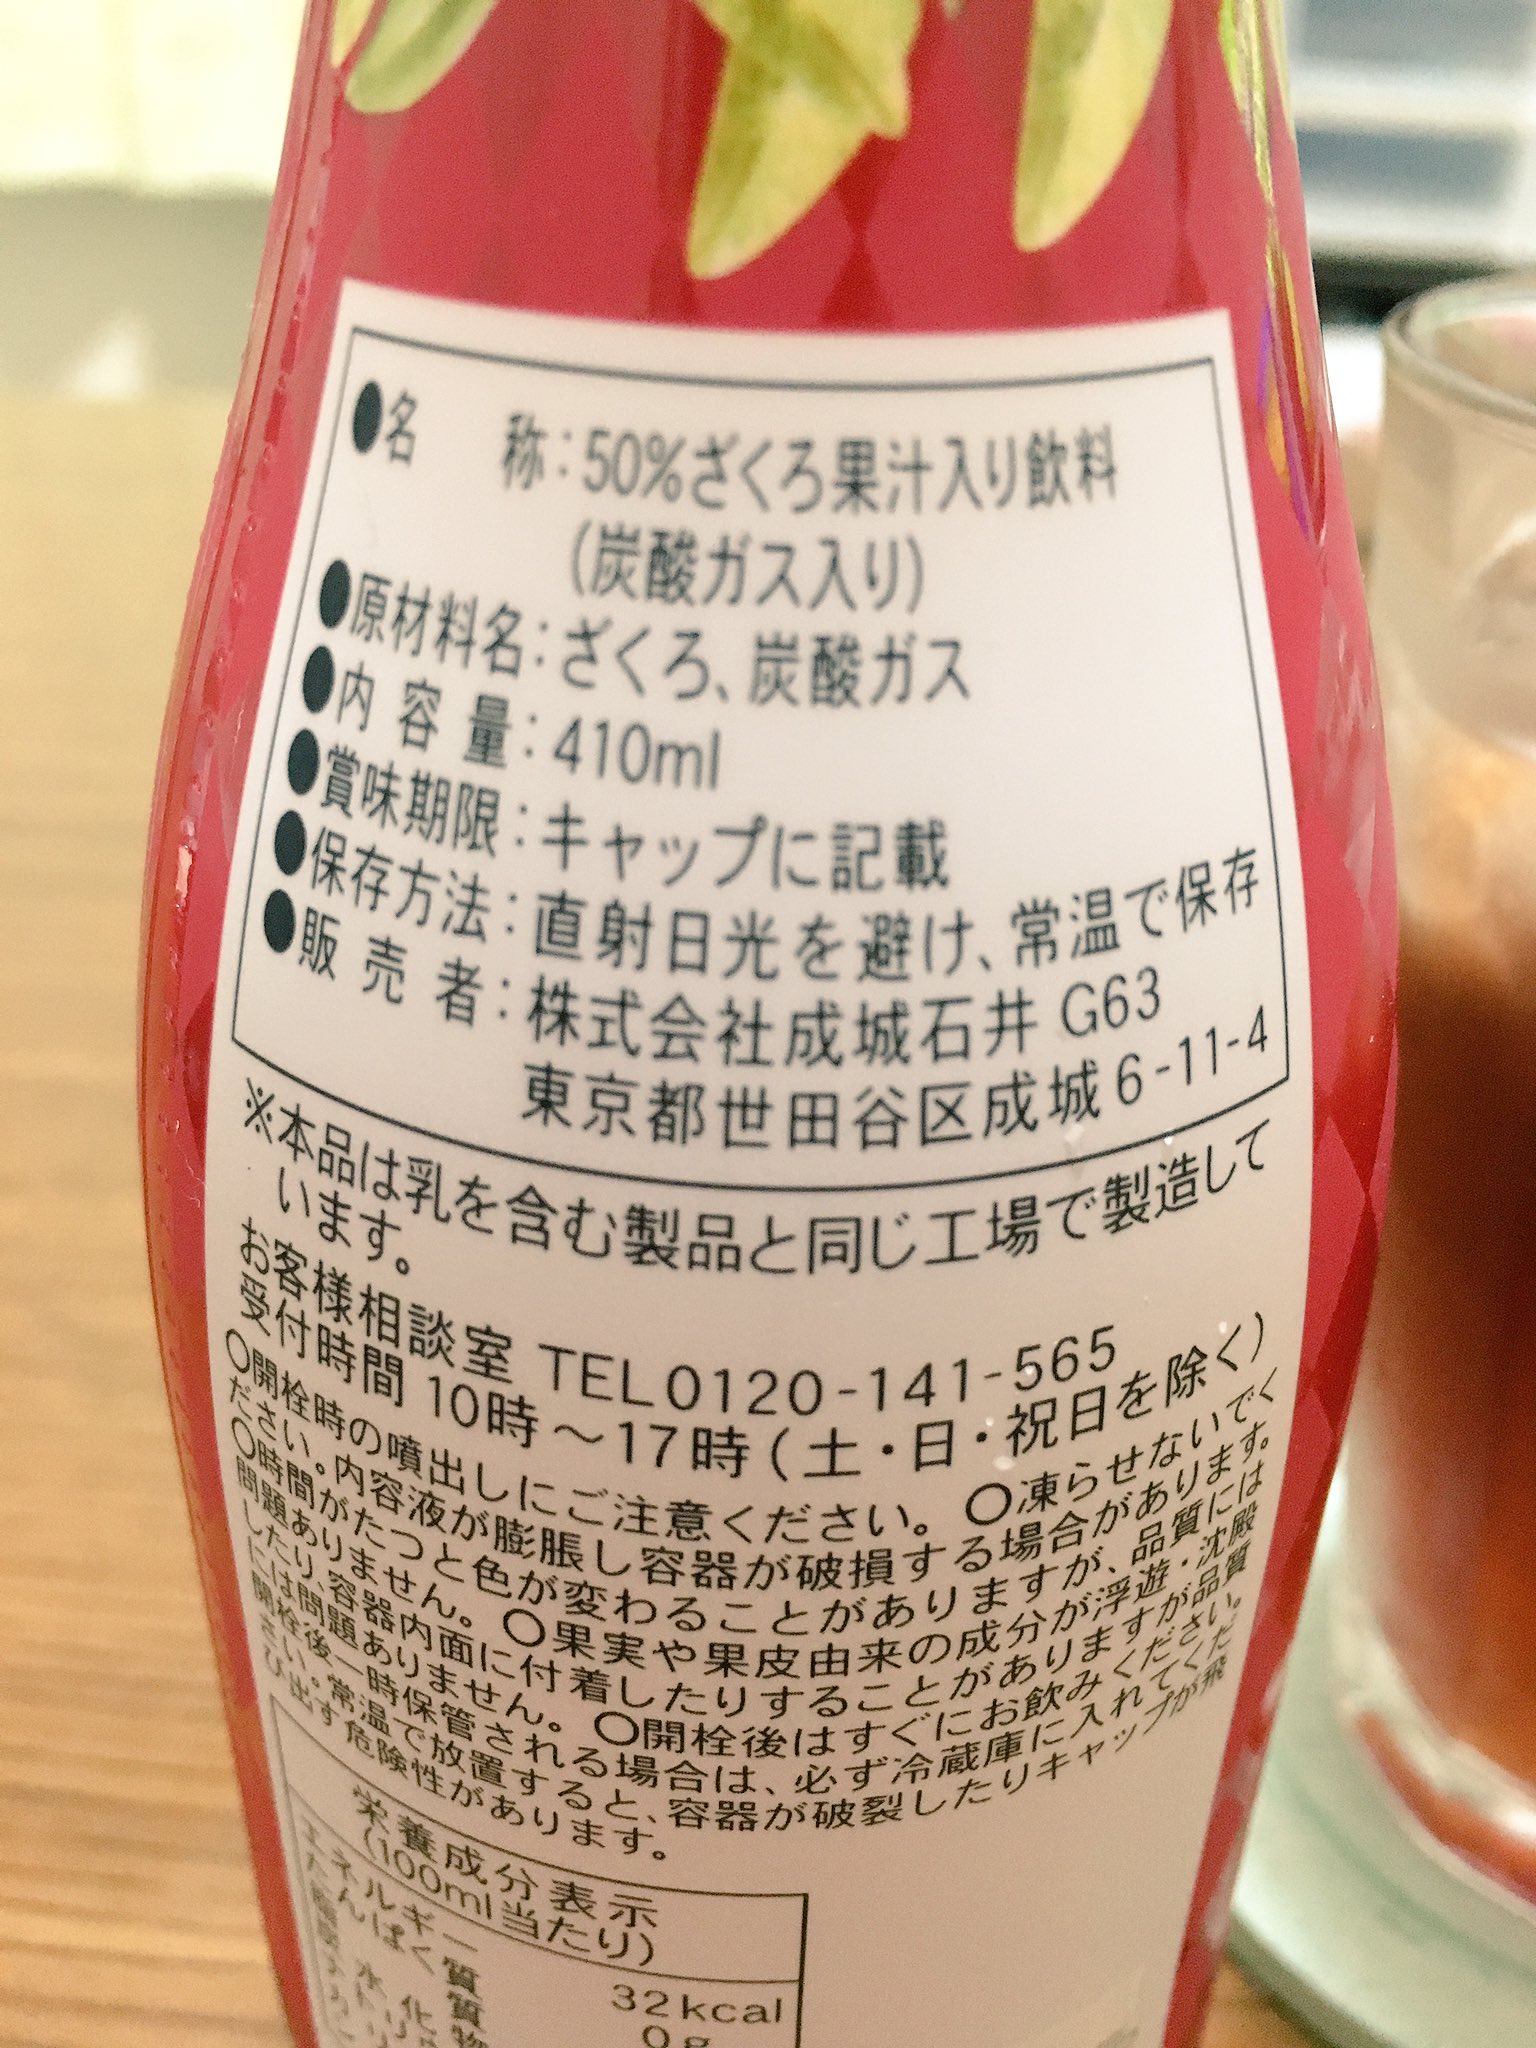 ●名　　称：50%ざくろ果汁入り飲料
(炭酸ガス入り)
●原材料名：ざくろ、炭酸ガス
●内 容 量：410ml
●賞味期限：キャップに記載
●保存方法：直射日光を避け、常温で保存
●販 売 者：株式会社成城石井 G63
東京都世田谷区成城6-11-4
※本品は乳を含む製品と同じ工場で製造して
います。
お客様相談室 TEL0120-141-565
受付時間 10時～17時(土・日・祝日を除く)
○開栓時の噴出しにご注意ください。○凍らせないでく
ださい。内容液が膨脹し容器が破損する場合があります。
○時間がたつと色が変わることがありますが、品質には
問題ありません。○果実や果皮由来の成分が浮遊・沈殿
したり、容器内面に付着したりすることがありますが品質
には問題ありません。○開栓後はすぐにお飲みください。
開栓後一時保管される場合は、必ず冷蔵庫に入れてくだ
さい。常温で放置すると、容器が破裂したりキャップが飛
び出す危険性があります。
栄養成分表示
(100ml当たり)
エネルギー 32kcal
たんぱく質 0g